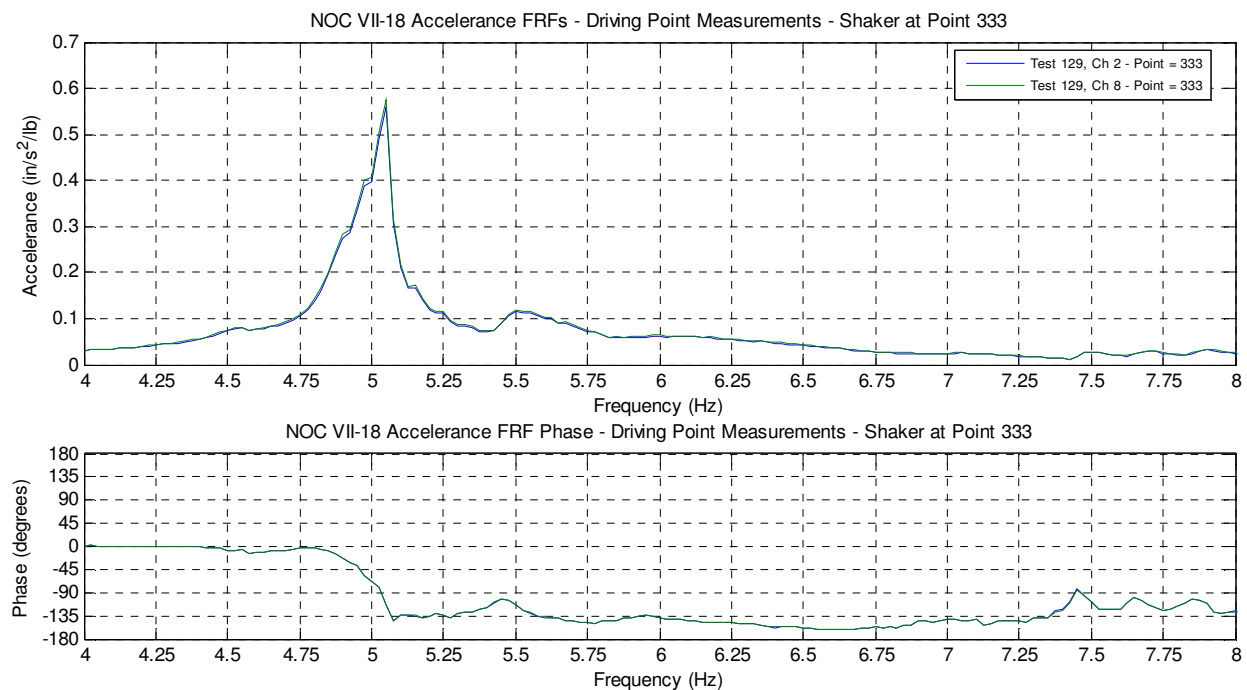 NOC VII-18 Accelerance FRFs - Driving Point Measurements - Shaker at Point 333
0.7
0.6
0.5
0.4
0.3
0.2
0.1
0
Accelerance (in/s²/lb)
Test 129, Ch 2 - Point = 333
Test 129, Ch 8 - Point = 333
4 4.25 4.5 4.75 5 5.25 5.5 5.75 6 6.25 6.5 6.75 7 7.25 7.5 7.75 8
Frequency (Hz)
NOC VII-18 Accelerance FRF Phase - Driving Point Measurements - Shaker at Point 333
180
135
90
45
0
-45
-90
-135
-180
Phase (degrees)
4 4.25 4.5 4.75 5 5.25 5.5 5.75 6 6.25 6.5 6.75 7 7.25 7.5 7.75 8
Frequency (Hz)